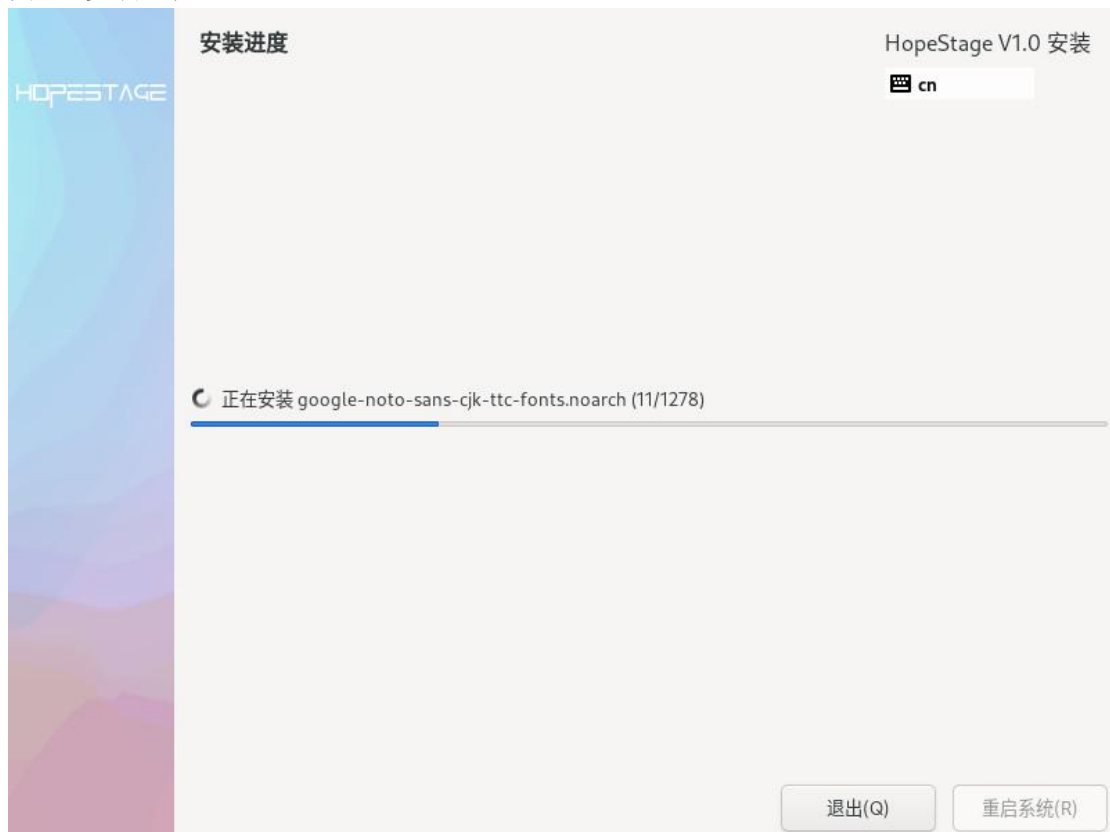 安装进度
HopeStage V1.0 安装
HOPESTAGE
cn
正在安装 google-noto-sans-cjk-ttc-fonts.noarch (11/1278)
退出(Q)
重启系统(R)